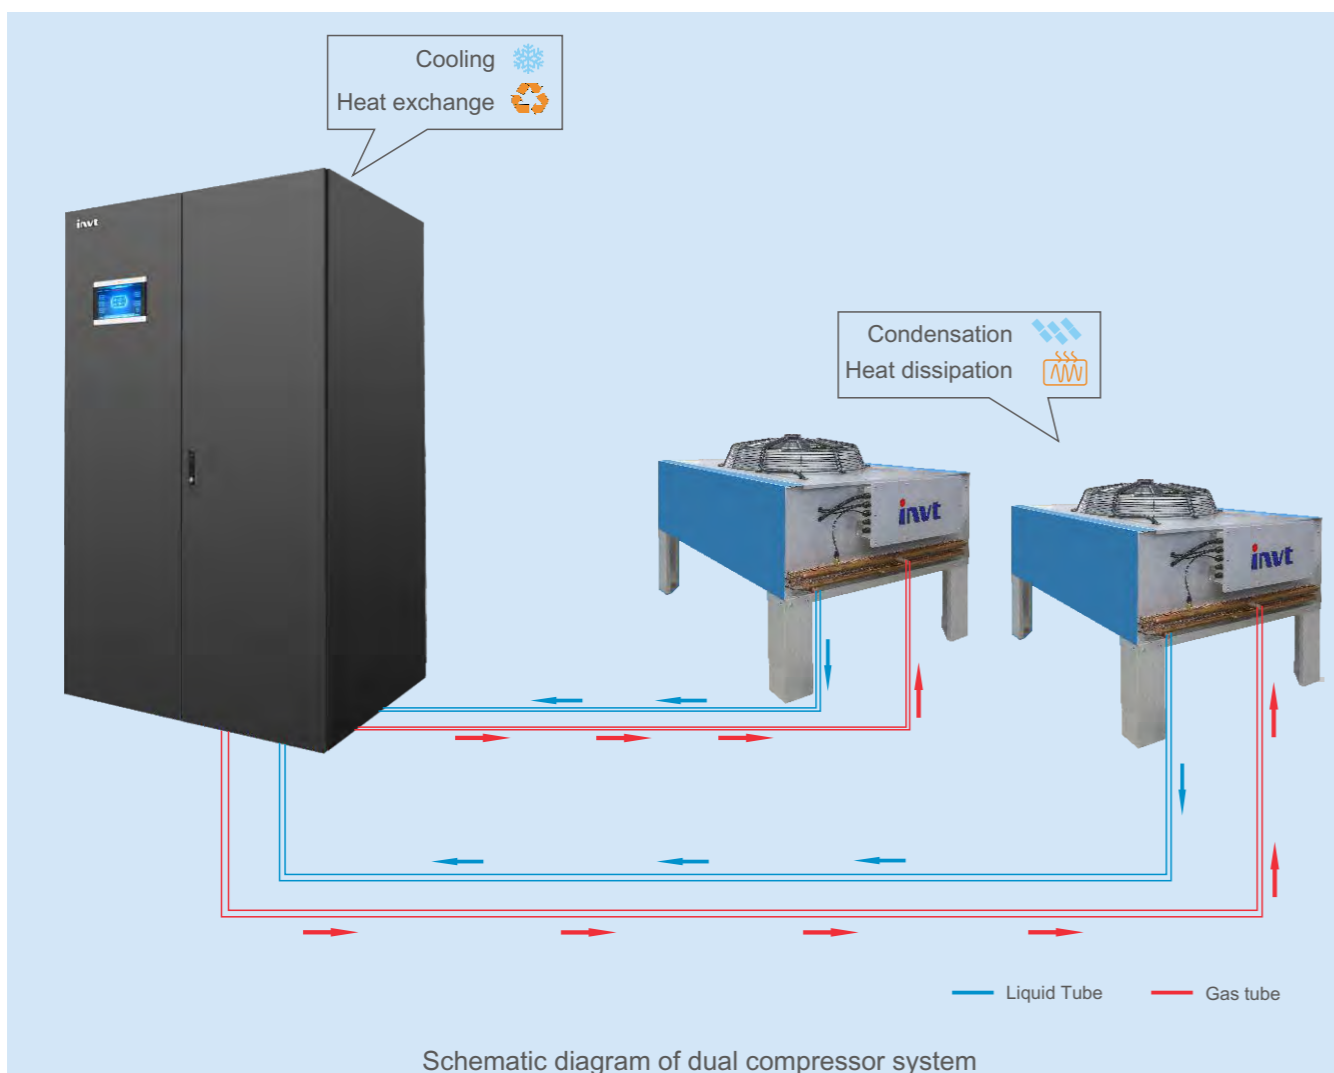 Cooling
Heat exchange
invt
Condensation
Heat dissipation
invt
invt
Liquid Tube
Gas tube
Schematic diagram of dual compressor system